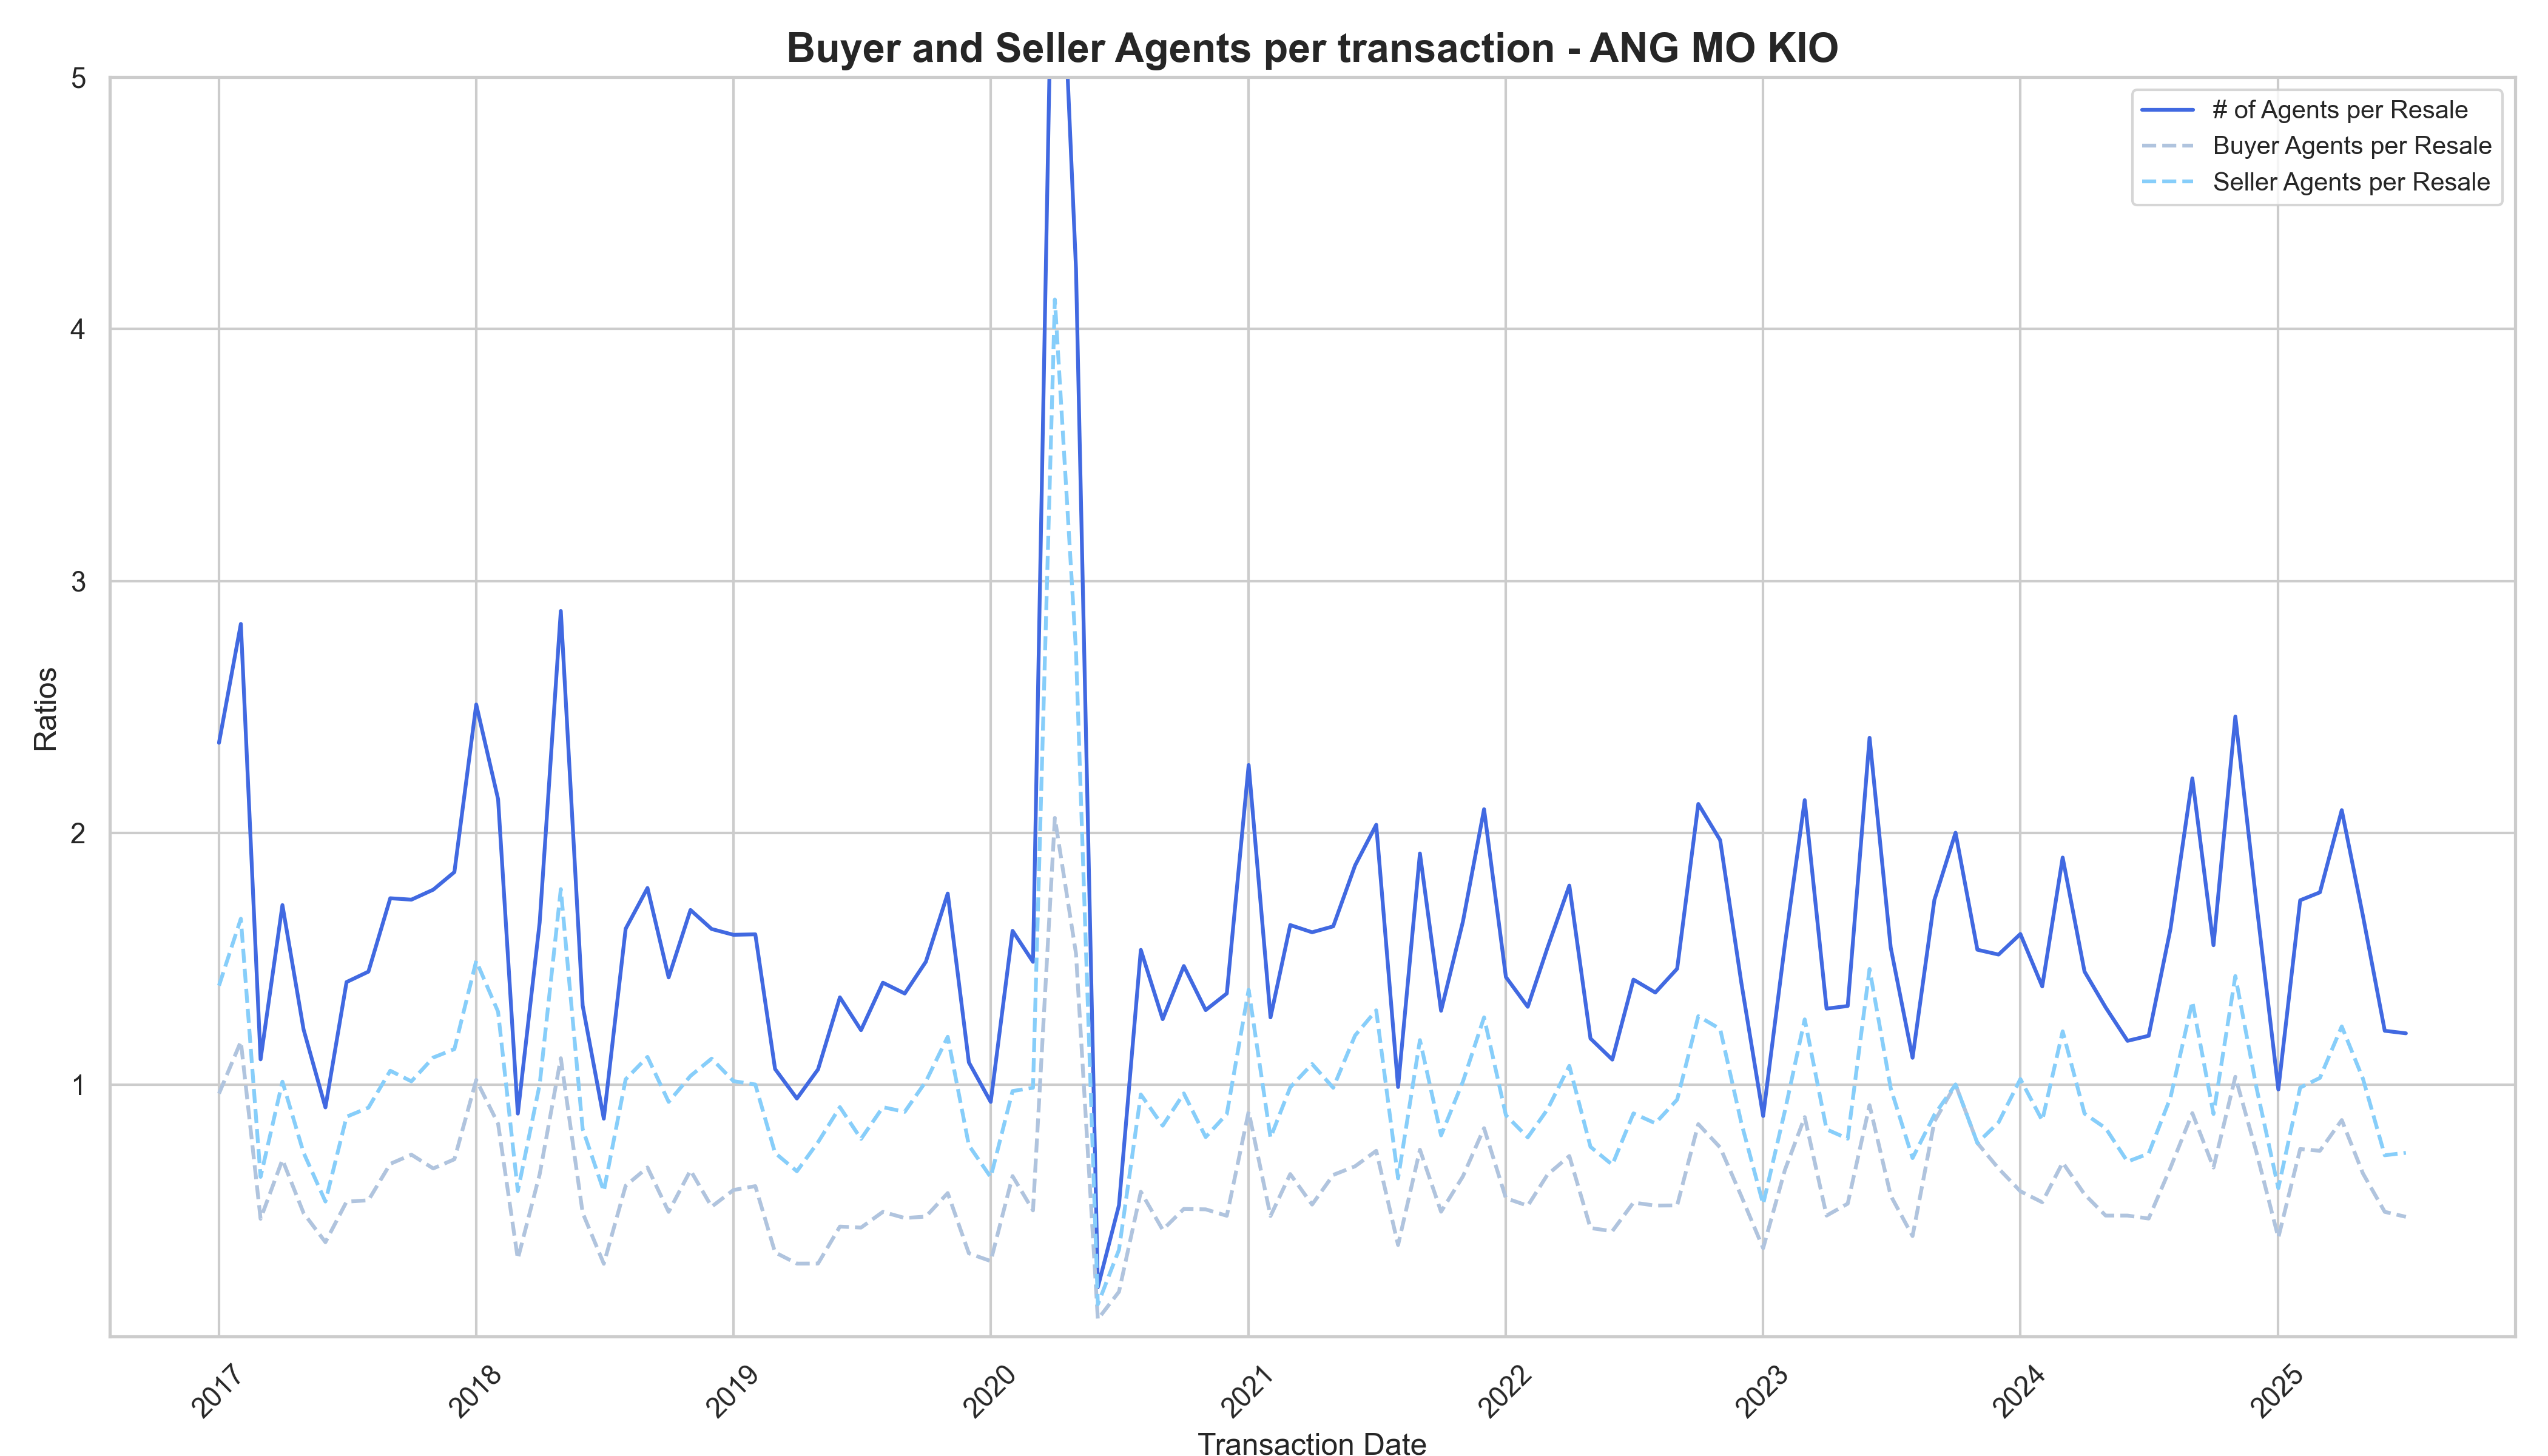 Buyer and Seller Agents per transaction - ANG MO KIO
5
4
3
2
1
Ratios
# of Agents per Resale
Buyer Agents per Resale
Seller Agents per Resale
2017
2018
2019
2020
2021
2022
2023
2024
2025
Transaction Date